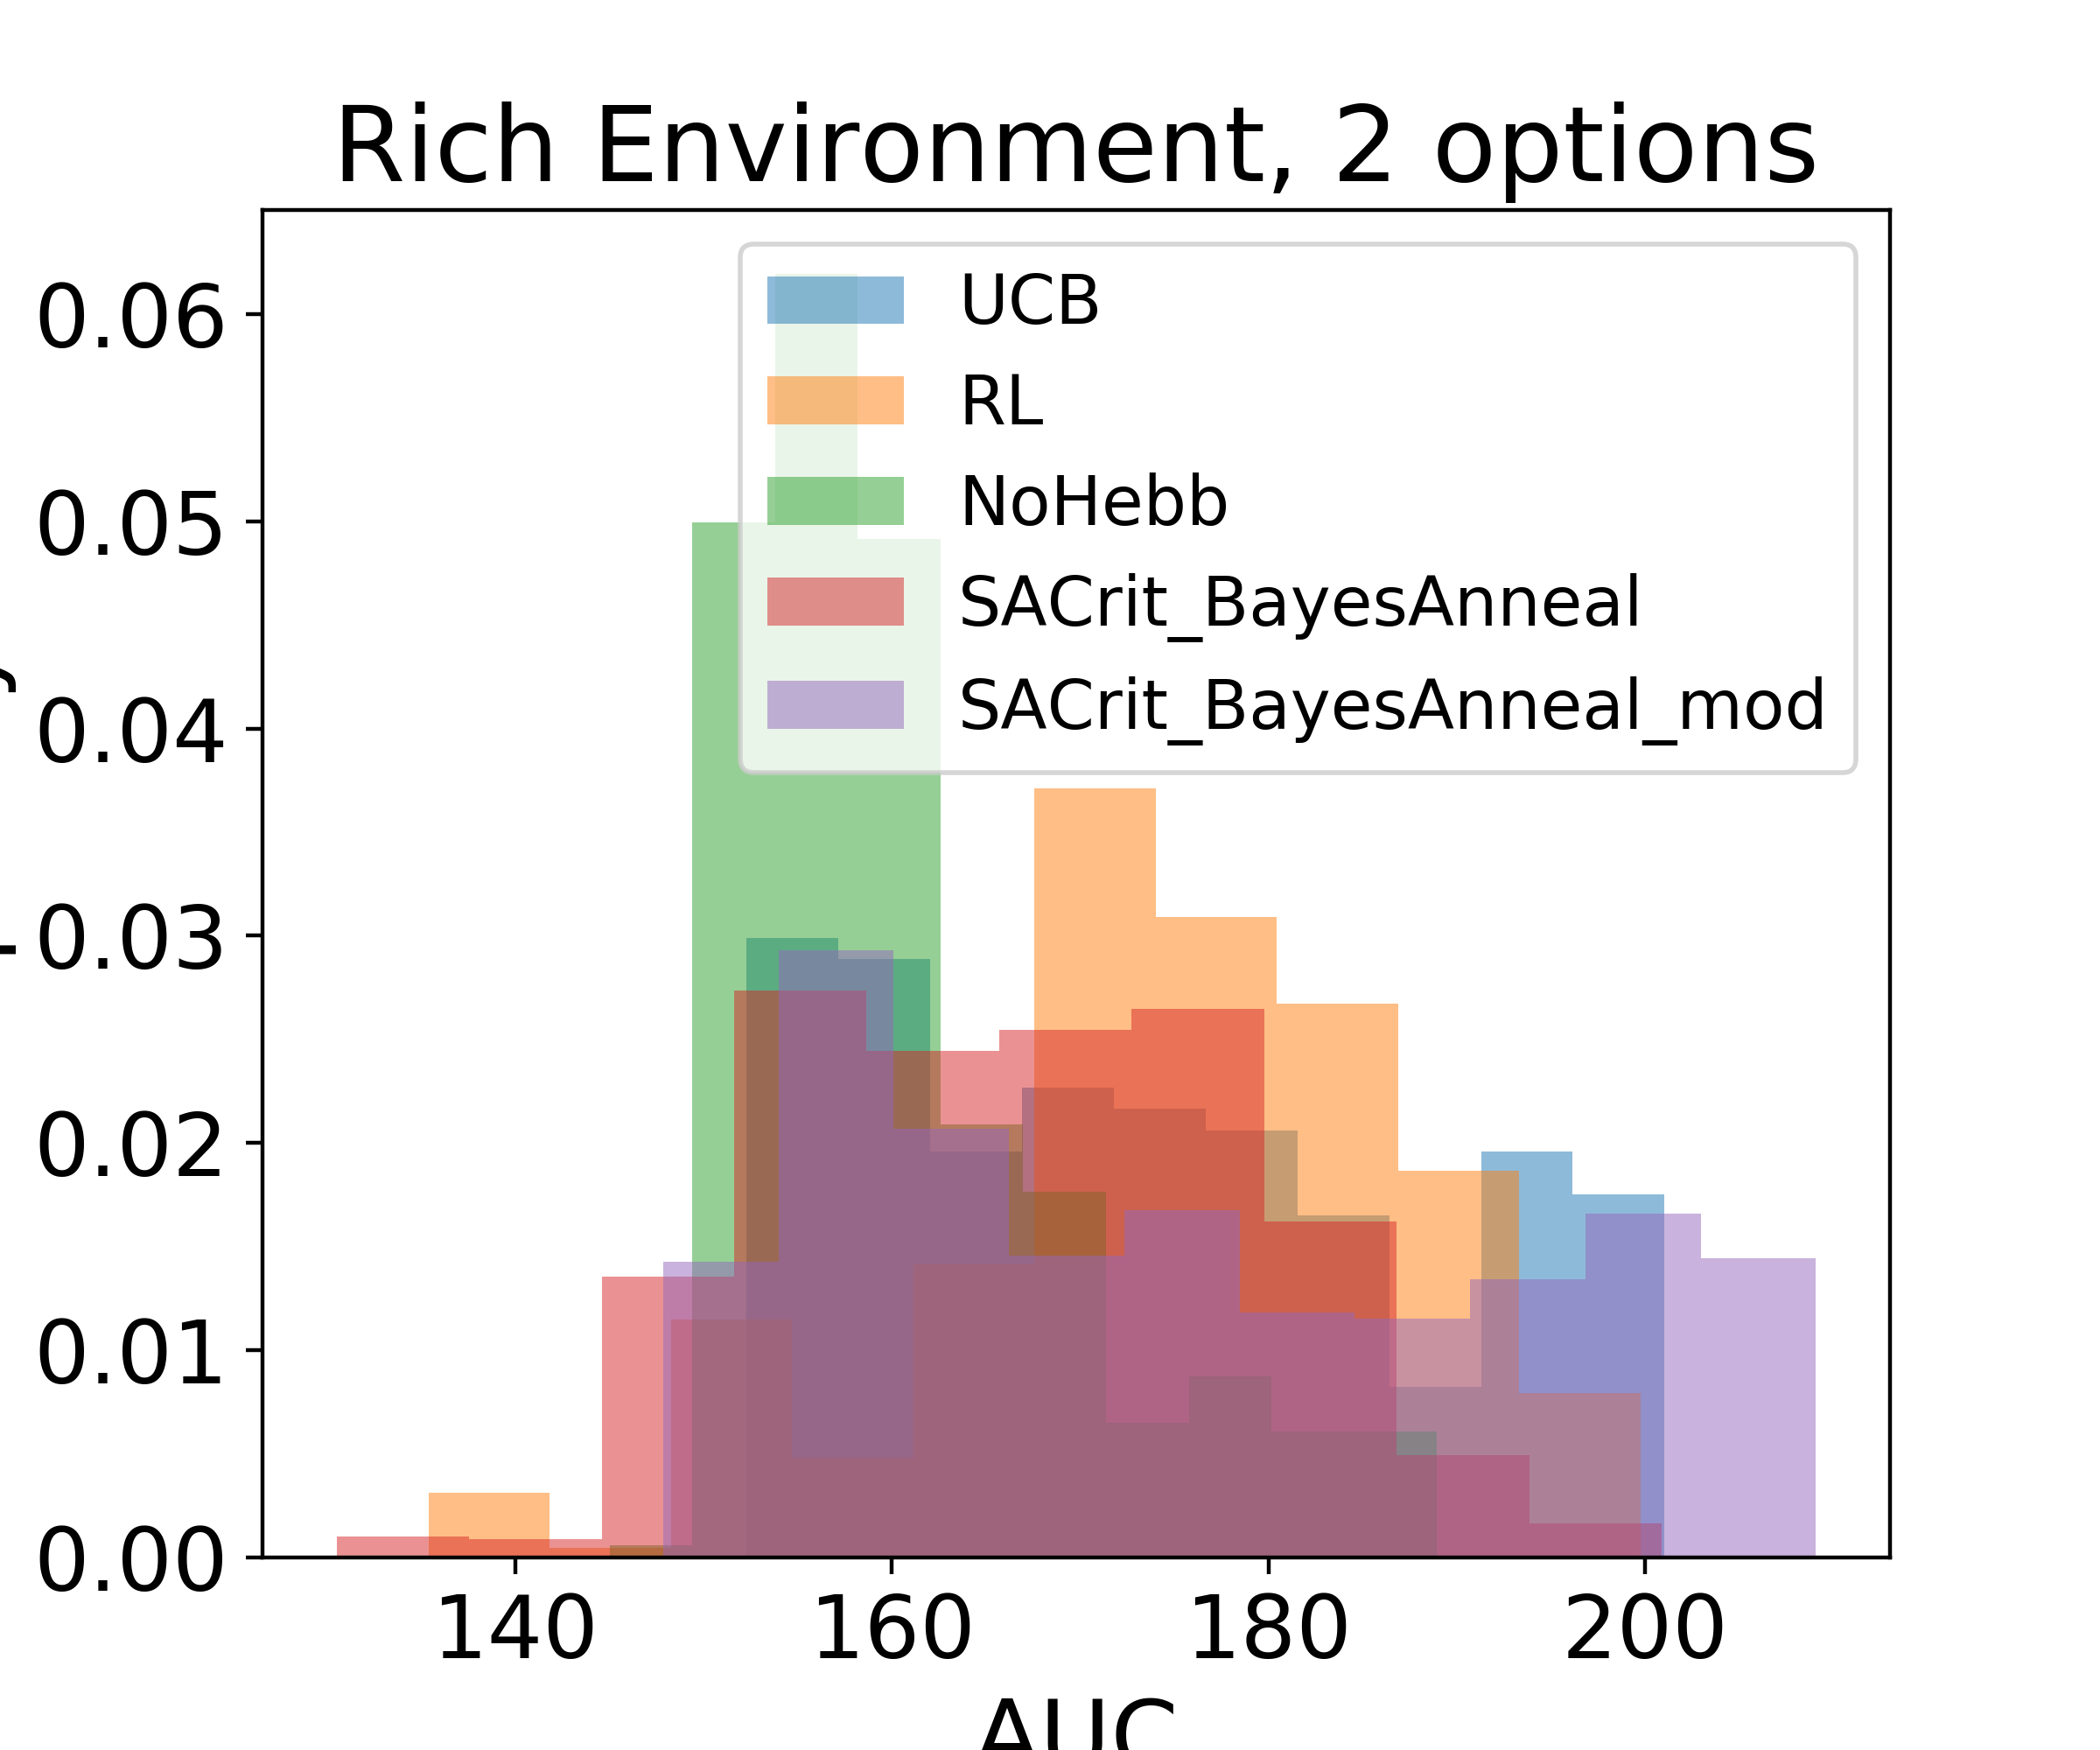 Rich Environment, 2 options
UCB
RL
NoHebb
SACrit_BayesAnneal
SACrit_BayesAnneal_mod
0.06
0.05
0.04
0.03
0.02
0.01
0.00
140 160 180 200
AUC